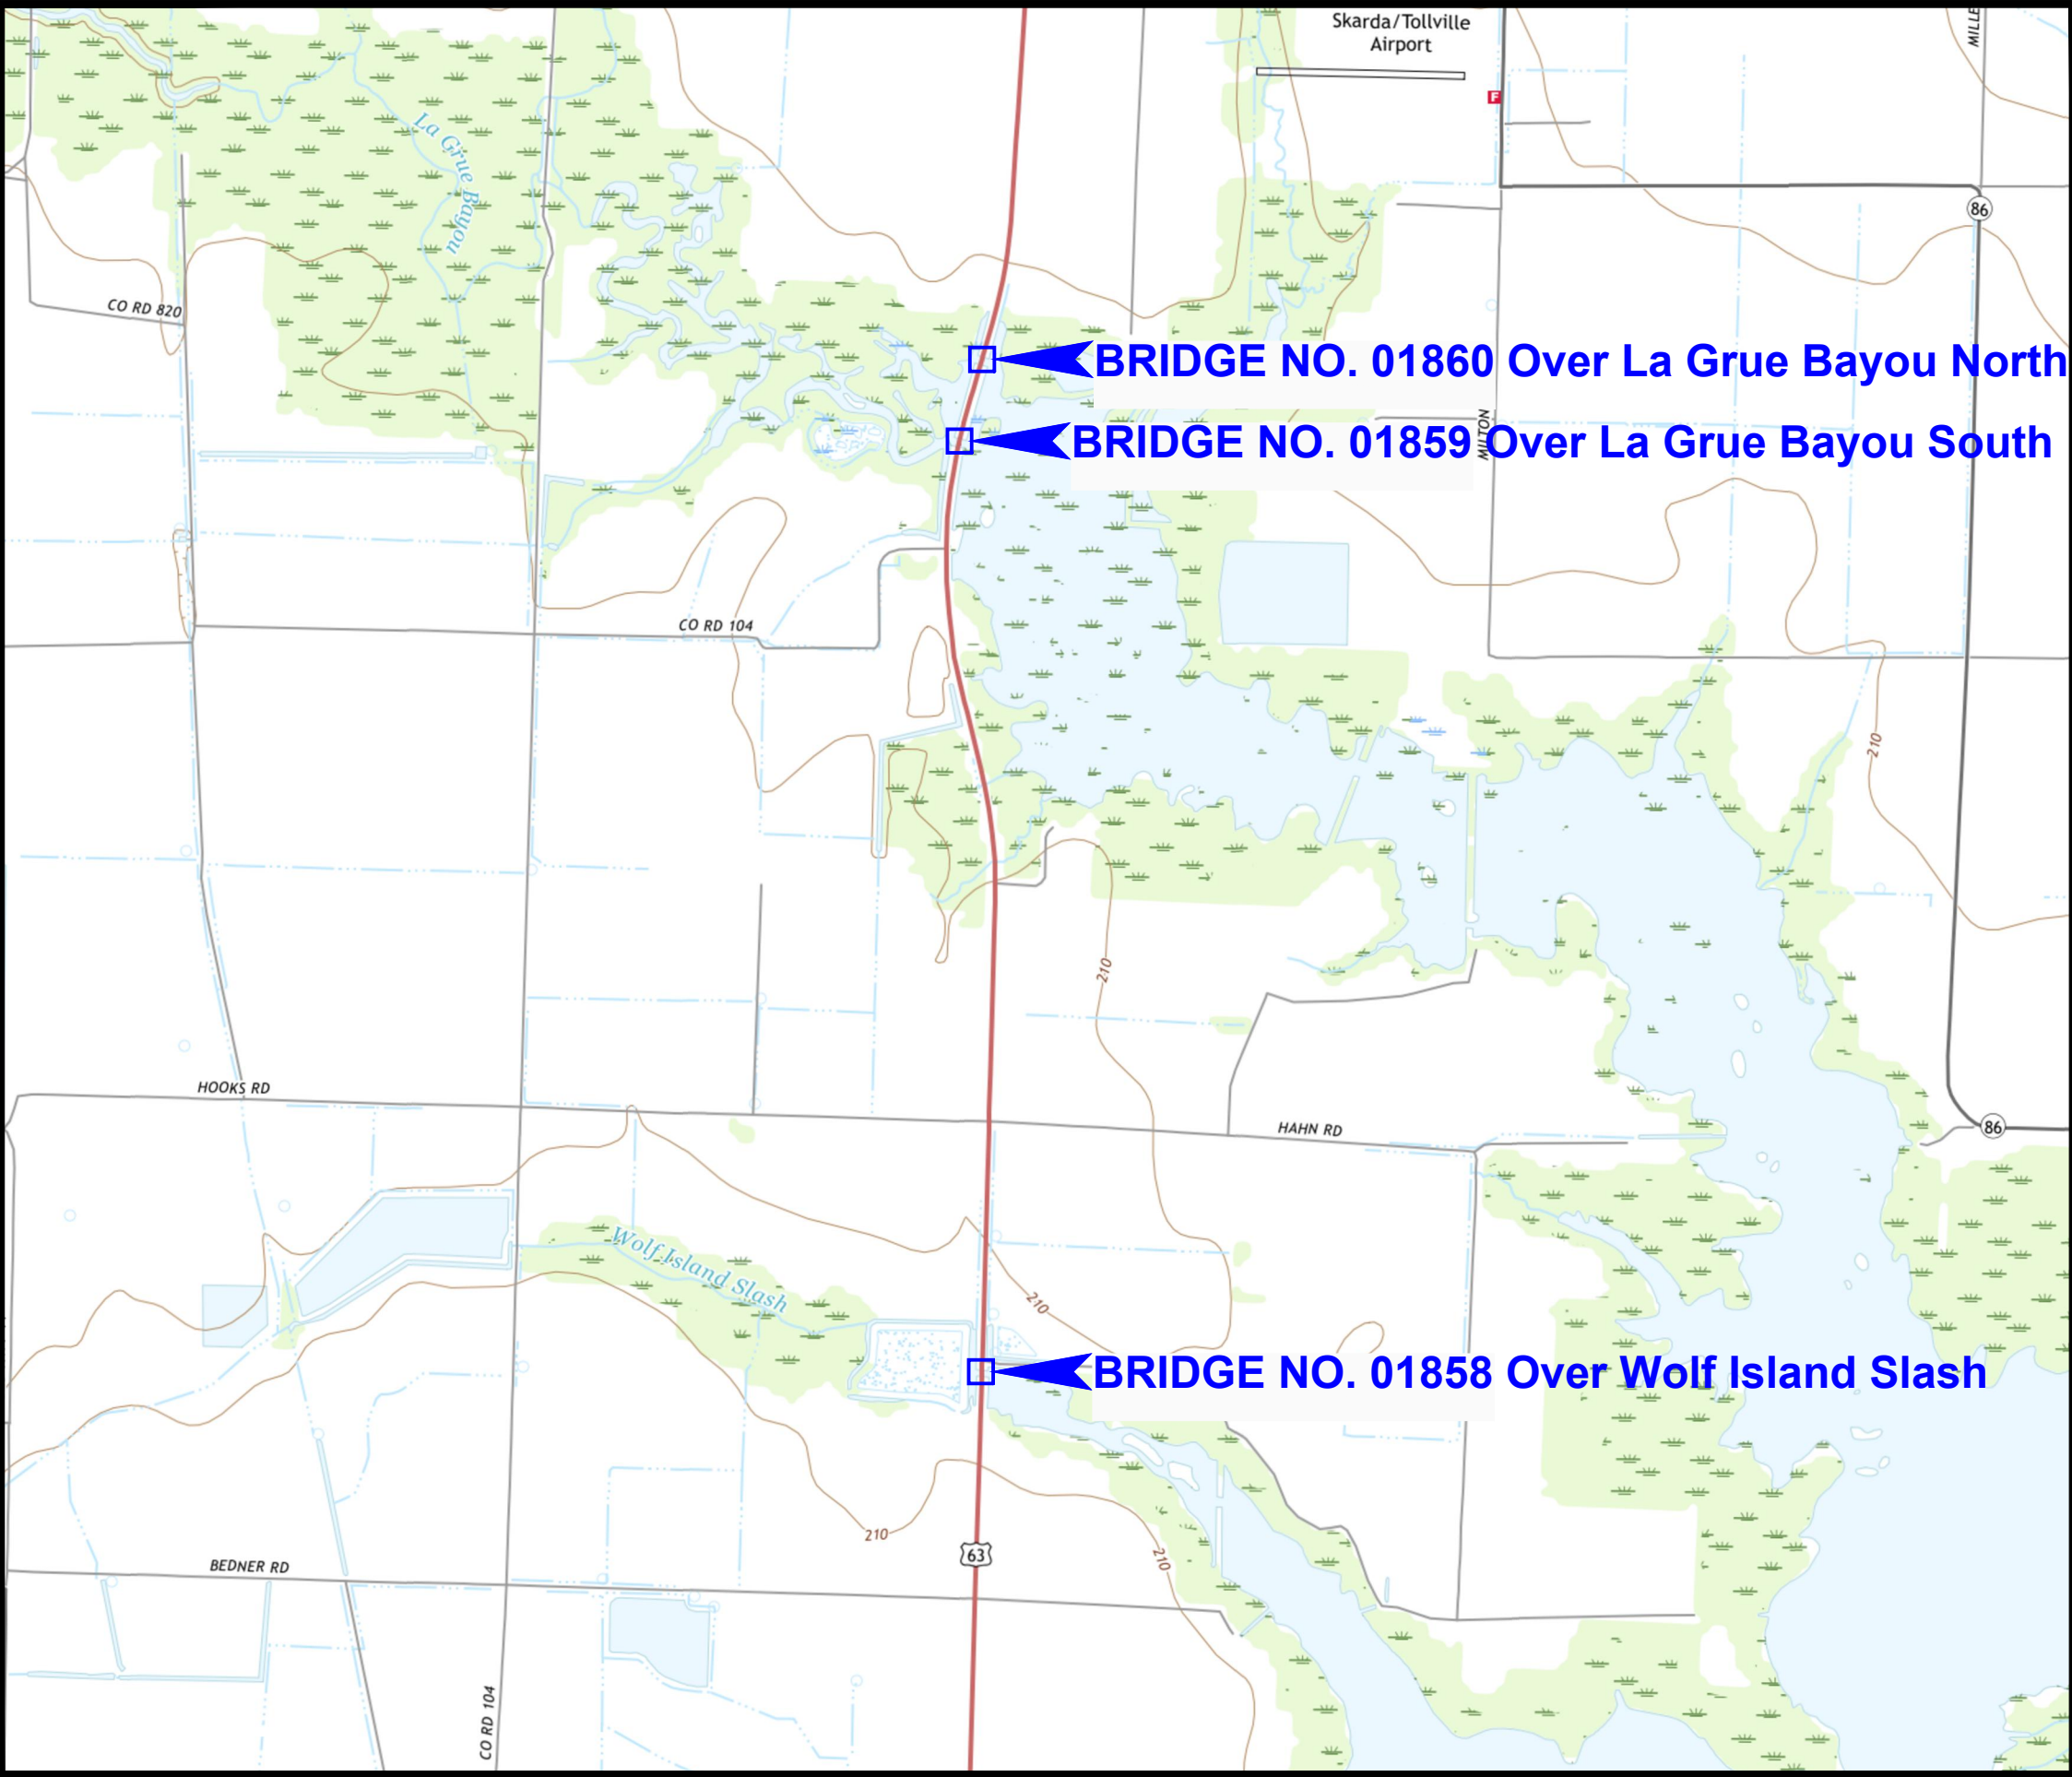 Skarda/Tollville
Airport
MILLE
F
La Grue Bayou
86
CO RD 820
BRIDGE NO. 01860 Over La Grue Bayou North
MILTON
BRIDGE NO. 01859 Over La Grue Bayou South
CO RD 104
210
210
HOOKS RD
HAHN RD
86
Wolf Island Slash
210
BRIDGE NO. 01858 Over Wolf Island Slash
210
63
210
BEDNER RD
CO RD 104